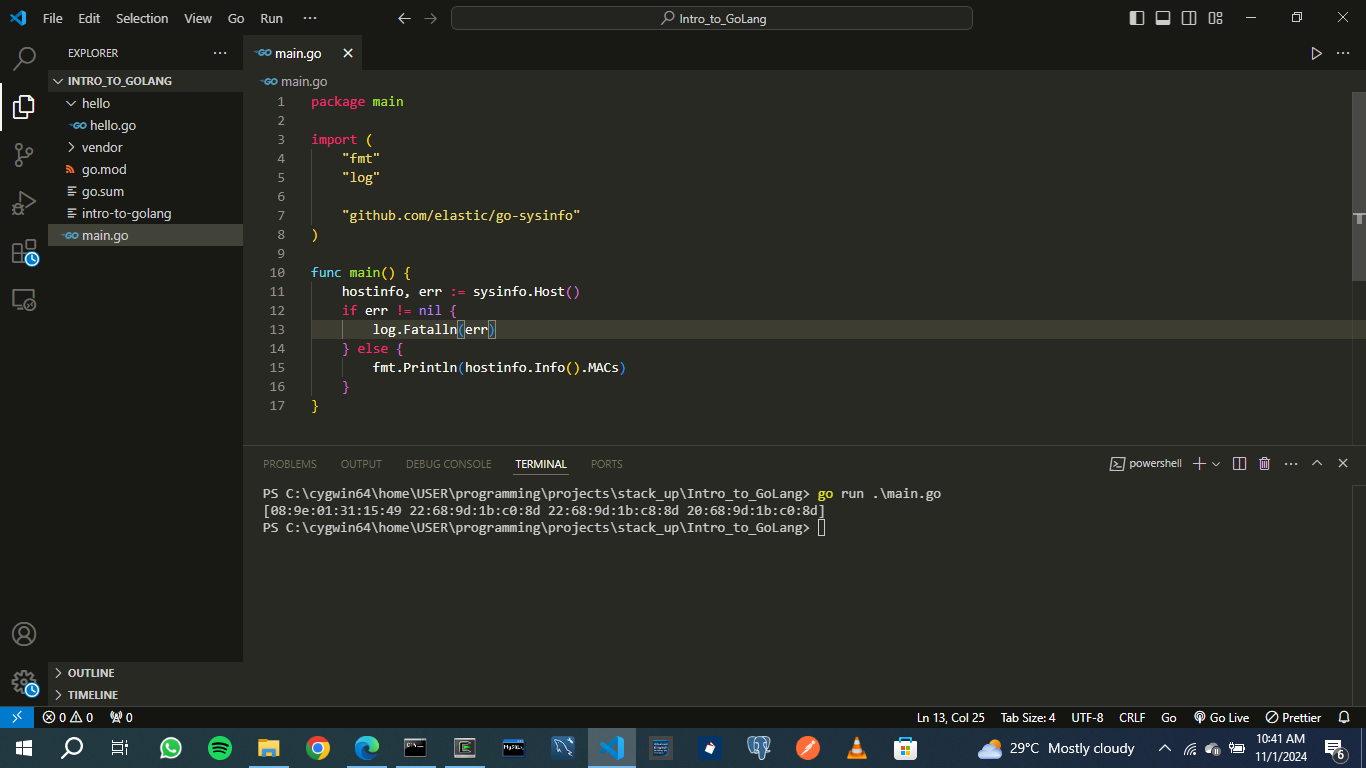 File Edit Selection View Go Run ··· Intro_to_GoLang
EXPLORER ···
INTRO_TO_GOLANG
hello
GO hello.go
vendor
go.mod
go.sum
intro-to-golang
GO main.go
GO main.go
GO main.go
1 package main
2
3 import (
4 "fmt"
5 "log"
6
7 "github.com/elastic/go-sysinfo"
8 )
9
10 func main() {
11 hostinfo, err := sysinfo.Host()
12 if err != nil {
13 log.Fatalln(err)
14 } else {
15 fmt.Println(hostinfo.Info().MACs)
16 }
17 }
PROBLEMS OUTPUT DEBUG CONSOLE TERMINAL PORTS powershell
PS C:\cygwin64\home\USER\programming\projects\stack_up\Intro_to_GoLang> go run .\main.go
[08:9e:01:31:15:49 22:68:9d:1b:c0:8d 22:68:9d:1b:c8:8d 20:68:9d:1b:c0:8d]
PS C:\cygwin64\home\USER\programming\projects\stack_up\Intro_to_GoLang>
OUTLINE
TIMELINE
0 0 0 Ln 13, Col 25 Tab Size: 4 UTF-8 CRLF Go Go Live Prettier
29°C Mostly cloudy
10:41 AM
11/1/2024
6